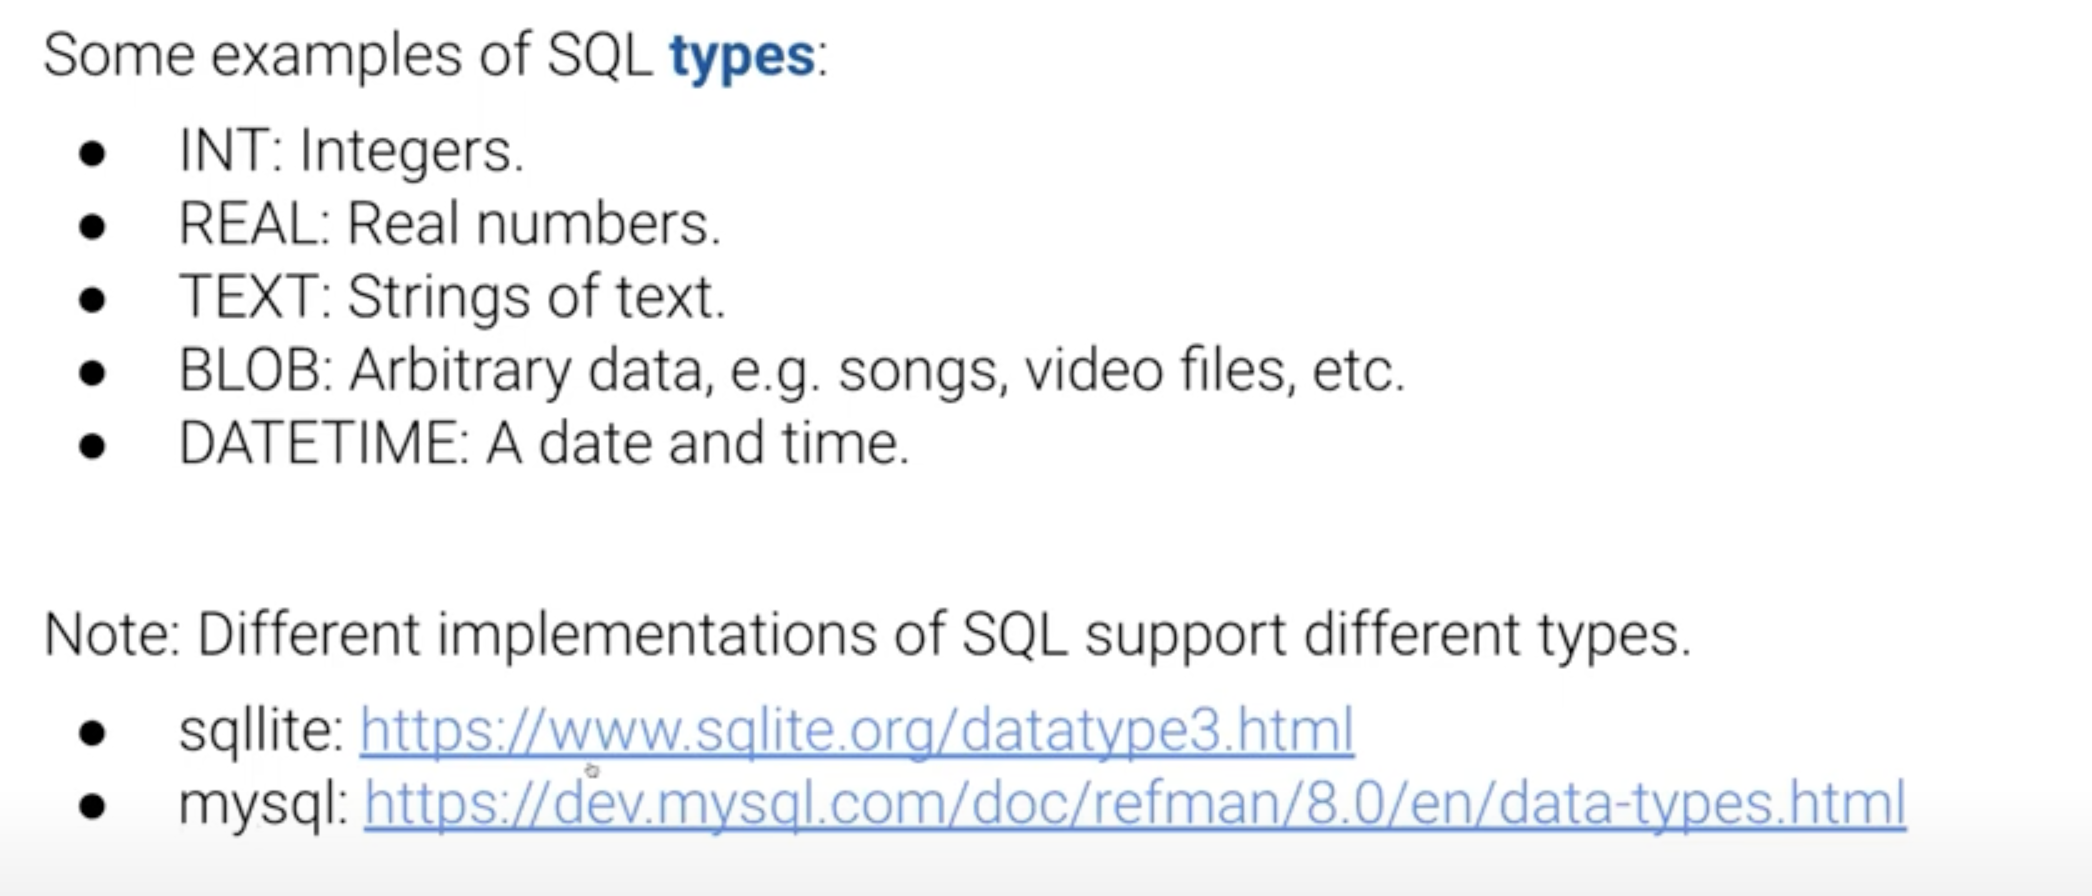 Some examples of SQL types:
● INT: Integers.
● REAL: Real numbers.
● TEXT: Strings of text.
● BLOB: Arbitrary data, e.g. songs, video files, etc.
● DATETIME: A date and time.
Note: Different implementations of SQL support different types.
● sqllite: https://www.sqlite.org/datatype3.html
● mysql: https://dev.mysql.com/doc/refman/8.0/en/data-types.html